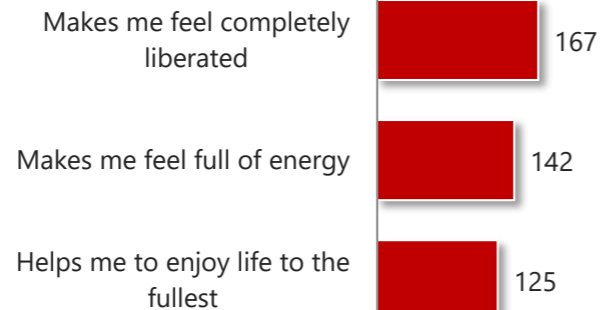 Makes me feel completely
liberated
167
Makes me feel full of energy
142
Helps me to enjoy life to the
fullest
125